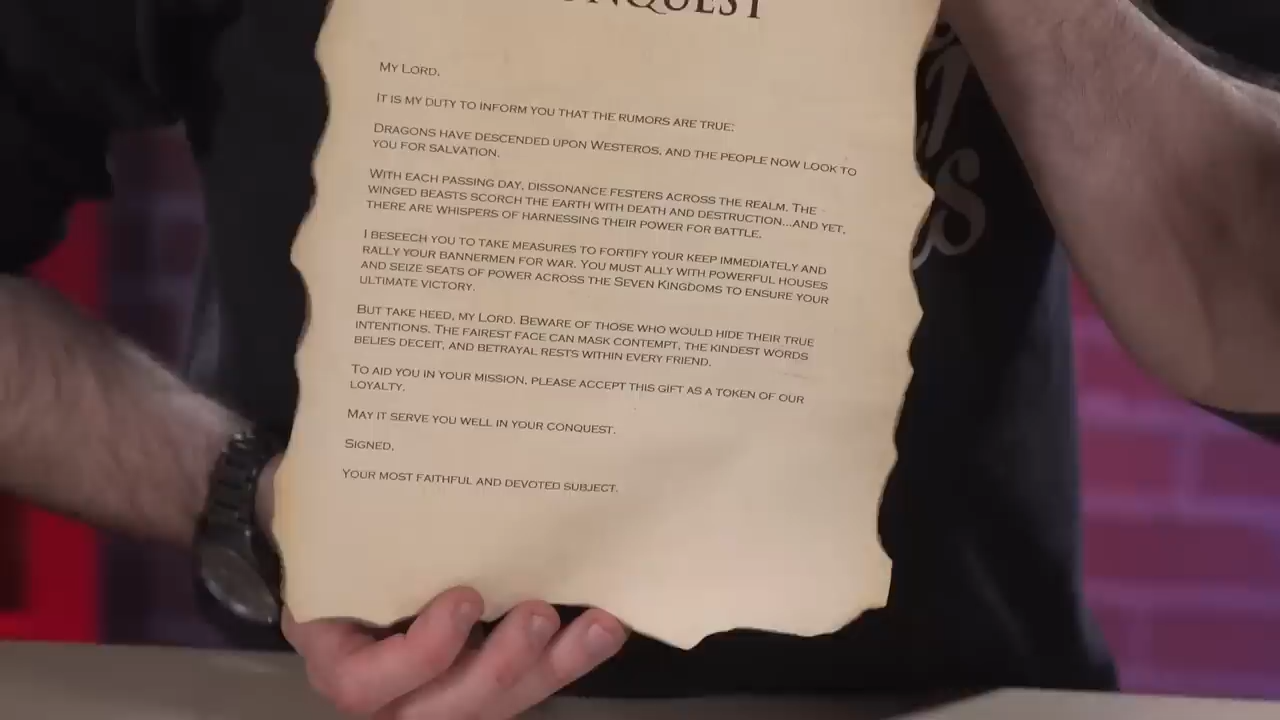 MY LORD,
IT IS MY DUTY TO INFORM YOU THAT THE RUMORS ARE TRUE:
DRAGONS HAVE DESCENDED UPON WESTEROS, AND THE PEOPLE NOW LOOK TO
YOU FOR SALVATION.
WITH EACH PASSING DAY, DISSONANCE FESTERS ACROSS THE REALM. THE
WINGED BEASTS SCORCH THE EARTH WITH DEATH AND DESTRUCTION...AND YET,
THERE ARE WHISPERS OF HARNESSING THEIR POWER FOR BATTLE.
I BESEECH YOU TO TAKE MEASURES TO FORTIFY YOUR KEEP IMMEDIATELY AND
RALLY YOUR BANNERMEN FOR WAR. YOU MUST ALLY WITH POWERFUL HOUSES
AND SEIZE SEATS OF POWER ACROSS THE SEVEN KINGDOMS TO ENSURE YOUR
ULTIMATE VICTORY.
BUT TAKE HEED, MY LORD. BEWARE OF THOSE WHO WOULD HIDE THEIR TRUE
INTENTIONS. THE FAIREST FACE CAN MASK CONTEMPT, THE KINDEST WORDS
BELIES DECEIT, AND BETRAYAL RESTS WITHIN EVERY FRIEND.
TO AID YOU IN YOUR MISSION, PLEASE ACCEPT THIS GIFT AS A TOKEN OF OUR
LOYALTY.
MAY IT SERVE YOU WELL IN YOUR CONQUEST.
SIGNED,
YOUR MOST FAITHFUL AND DEVOTED SUBJECT.